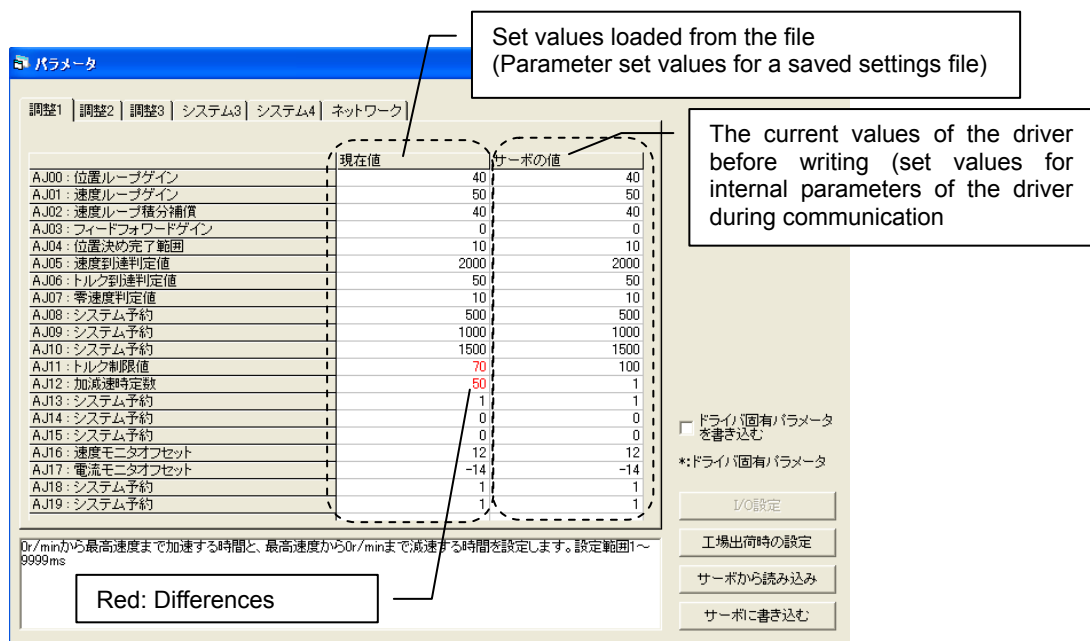 Set values loaded from the file
(Parameter set values for a saved settings file)
パラメータ
調整1 調整2 調整3 システム3 システム4 ネットワーク
The current values of the driver
before writing (set values for
internal parameters of the driver
during communication
現在値 サーボの値
AJ00:位置ループゲイン 40 40
AJ01:速度ループゲイン 50 50
AJ02:速度ループ積分補償 40 40
AJ03:フィードフォワードゲイン 0 0
AJ04:位置決め完了範囲 10 10
AJ05:速度到達判定値 2000 2000
AJ06:トルク到達判定値 50 50
AJ07:零速度判定値 10 10
AJ08:システム予約 500 500
AJ09:システム予約 1000 1000
AJ10:システム予約 1500 1500
AJ11:トルク制限値 70 100
AJ12:加減速時定数 50 1
AJ13:システム予約 1 1
AJ14:システム予約 0 0
AJ15:システム予約 0 0
AJ16:速度モニタオフセット 12 12
AJ17:電流モニタオフセット -14 -14
AJ18:システム予約 1 1
AJ19:システム予約 1 1
ドライバ固有パラメータ
を書き込む
*:ドライバ固有パラメータ
I/O設定
工場出荷時の設定
サーボから読み込み
サーボに書き込む
0r/minから最高速度まで加速する時間と、最高速度から0r/minまで減速する時間を設定します。設定範囲1~
9999ms
Red: Differences